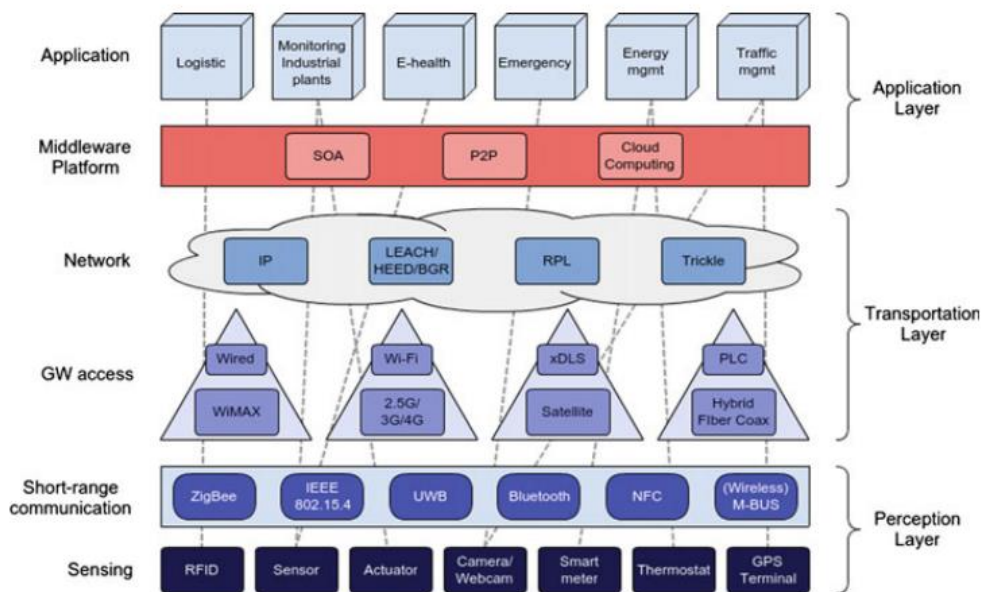 Application
Logistic
Monitoring
Industrial
plants
E-health
Emergency
Energy
mgmt
Traffic
mgmt
Application
Layer
Middleware
Platform
SOA
P2P
Cloud
Computing
Network
IP
LEACH/
HEED/BGR
RPL
Trickle
Transportation
Layer
GW access
Wired
WiMAX
Wi-Fi
2.5G/
3G/4G
xDLS
Satellite
PLC
Hybrid
FIber Coax
Short-range
communication
ZigBee
IEEE
802.15.4
UWB
Bluetooth
NFC
(Wireless)
M-BUS
Perception
Layer
Sensing
RFID
Sensor
Actuator
Camera/
Webcam
Smart
meter
Thermostat
GPS
Terminal